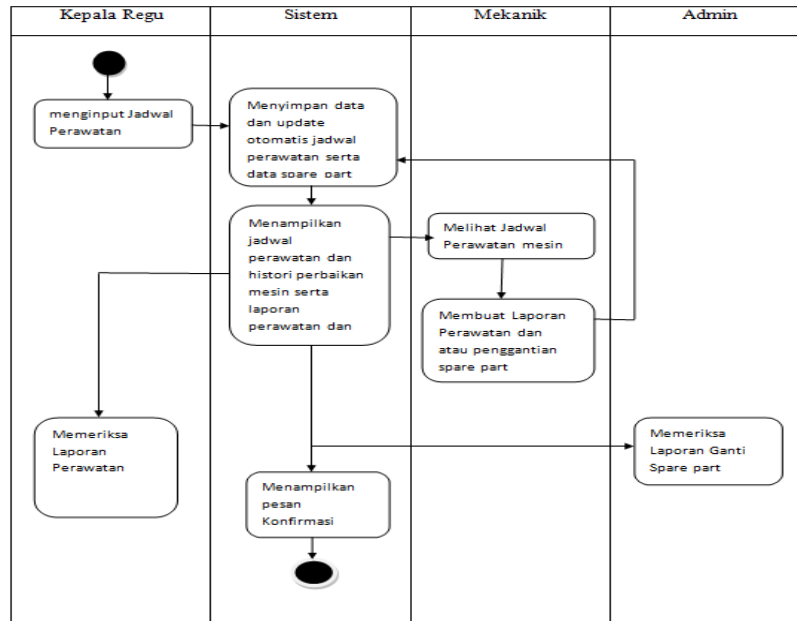 Kepala Regu
Sistem
Mekanik
Admin
menginput Jadwal
Perawatan
Menyimpan data
dan update
otomatis jadwal
perawatan serta
data spare part
Menampilkan
jadwal
perawatan dan
histori perbaikan
mesin serta
laporan
perawatan dan
Melihat Jadwal
Perawatan mesin
Membuat Laporan
Perawatan dan
atau penggantian
spare part
Memeriksa
Laporan
Perawatan
Memeriksa
Laporan Ganti
Spare part
Menampilkan
pesan
Konfirmasi